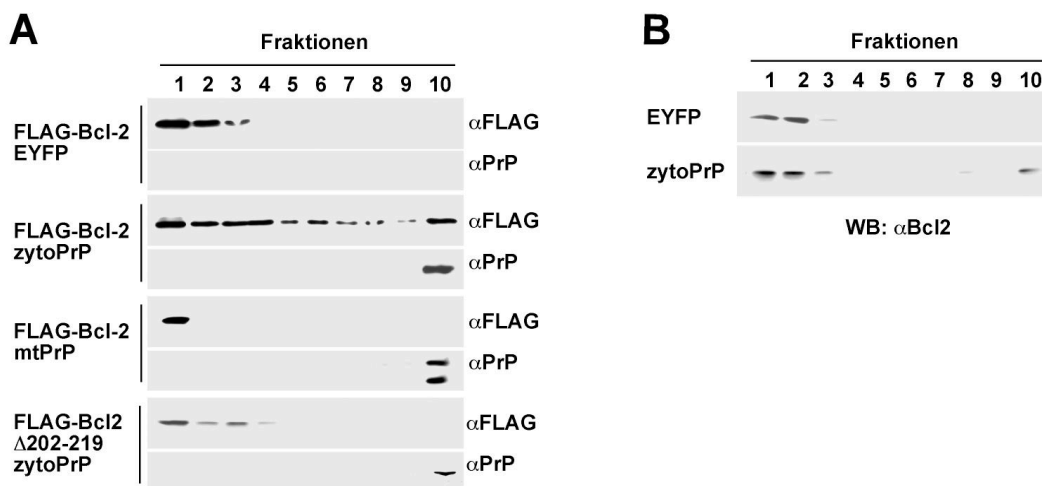 A
Fraktionen
1 2 3 4 5 6 7 8 9 10
FLAG-Bcl-2
EYFP
αFLAG
αPrP
FLAG-Bcl-2
zytoPrP
αFLAG
αPrP
FLAG-Bcl-2
mtPrP
αFLAG
αPrP
FLAG-Bcl2
Δ202-219
zytoPrP
αFLAG
αPrP
B
Fraktionen
1 2 3 4 5 6 7 8 9 10
EYFP
zytoPrP
WB: αBcl2